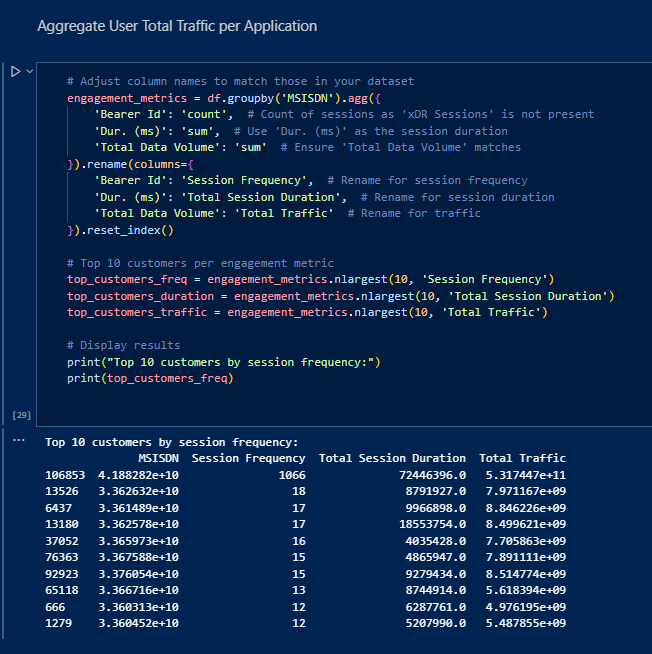 Aggregate User Total Traffic per Application
# Adjust column names to match those in your dataset
engagement_metrics = df.groupby('MSISDN').agg({
    'Bearer Id': 'count',  # Count of sessions as 'xDR Sessions' is not present
    'Dur. (ms)': 'sum',  # Use 'Dur. (ms)' as the session duration
    'Total Data Volume': 'sum'  # Ensure 'Total Data Volume' matches
}).rename(columns={
    'Bearer Id': 'Session Frequency',  # Rename for session frequency
    'Dur. (ms)': 'Total Session Duration',  # Rename for session duration
    'Total Data Volume': 'Total Traffic'  # Rename for traffic
}).reset_index()
# Top 10 customers per engagement metric
top_customers_freq = engagement_metrics.nlargest(10, 'Session Frequency')
top_customers_duration = engagement_metrics.nlargest(10, 'Total Session Duration')
top_customers_traffic = engagement_metrics.nlargest(10, 'Total Traffic')
# Display results
print("Top 10 customers by session frequency:")
print(top_customers_freq)
[29]
Top 10 customers by session frequency:
MSISDN  Session Frequency  Total Session Duration  Total Traffic
106853  4.188282e+10  1066  72446396.0  5.317447e+11
13526  3.362632e+10  18  8791927.0  7.971167e+09
6437  3.361489e+10  17  9966898.0  8.846226e+09
13180  3.362578e+10  17  18553754.0  8.499621e+09
37052  3.365973e+10  16  4035428.0  7.705863e+09
76363  3.367588e+10  15  4865947.0  7.891111e+09
92923  3.376054e+10  15  9279434.0  8.514774e+09
65118  3.366716e+10  13  8744914.0  5.618394e+09
666  3.360313e+10  12  6287761.0  4.976195e+09
1279  3.360452e+10  12  5207990.0  5.487855e+09